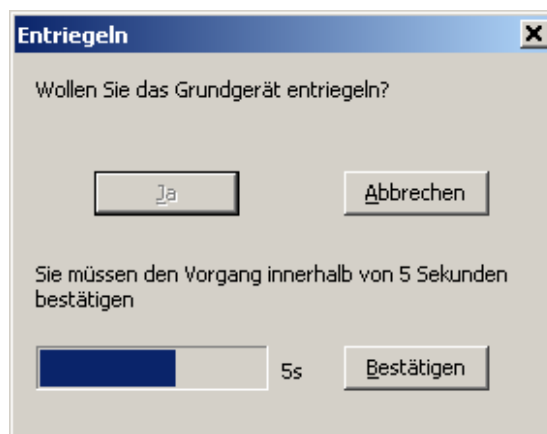 Entriegeln
Wollen Sie das Grundgerät entriegeln?
Ja
Abbrechen
Sie müssen den Vorgang innerhalb von 5 Sekunden
bestätigen
5s
Bestätigen